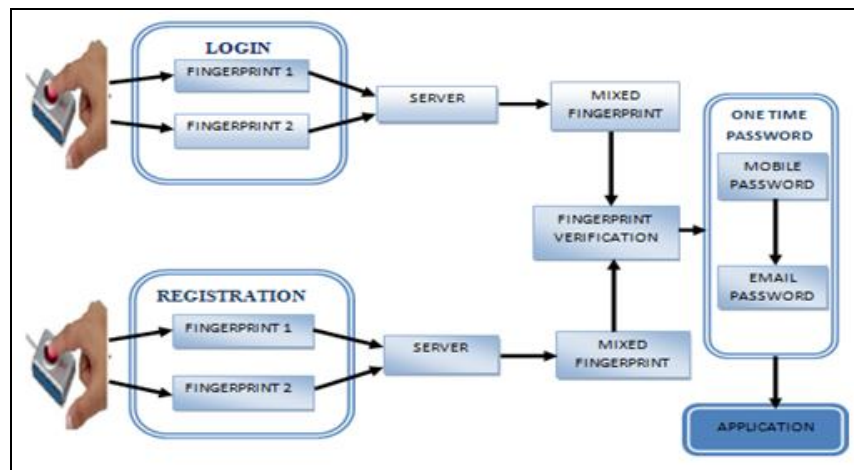 LOGIN
FINGERPRINT 1
FINGERPRINT 2
SERVER
MIXED
FINGERPRINT
ONE TIME
PASSWORD
MOBILE
PASSWORD
FINGERPRINT
VERIFICATION
EMAIL
PASSWORD
REGISTRATION
FINGERPRINT 1
FINGERPRINT 2
SERVER
MIXED
FINGERPRINT
APPLICATION